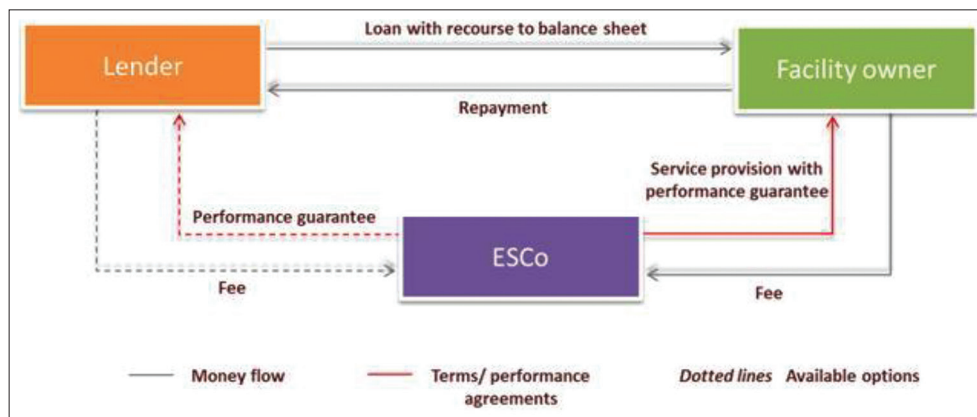 Loan with recourse to balance sheet
Lender
Facility owner
Repayment
Service provision with
performance guarantee
Performance guarantee
ESCo
Fee
Fee
Money flow
Terms/ performance
agreements
Dotted lines Available options